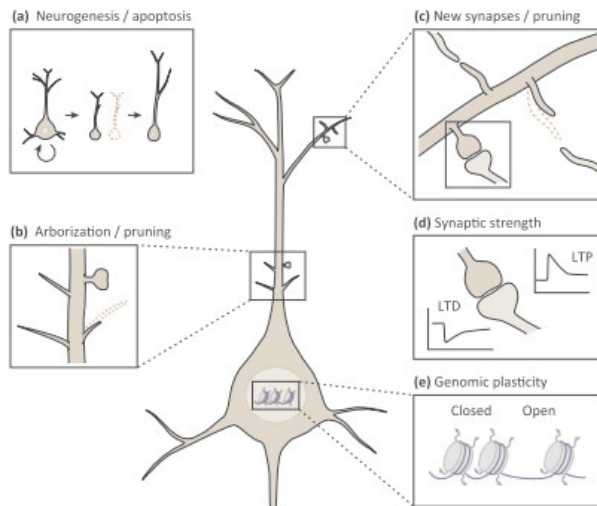 (a) Neurogenesis / apoptosis
(b) Arborization / pruning
(c) New synapses / pruning
(d) Synaptic strength
LTP
LTD
(e) Genomic plasticity
Closed Open